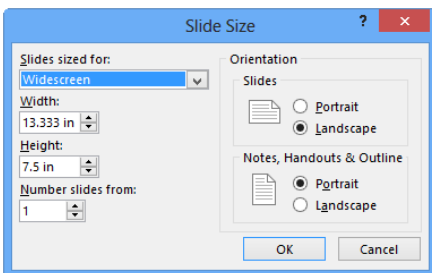 Slide Size
?
×
Slides sized for:
Widescreen
Width:
13.333 in
Height:
7.5 in
Number slides from:
1
Orientation
Slides
Portrait
Landscape
Notes, Handouts & Outline
Portrait
Landscape
OK
Cancel